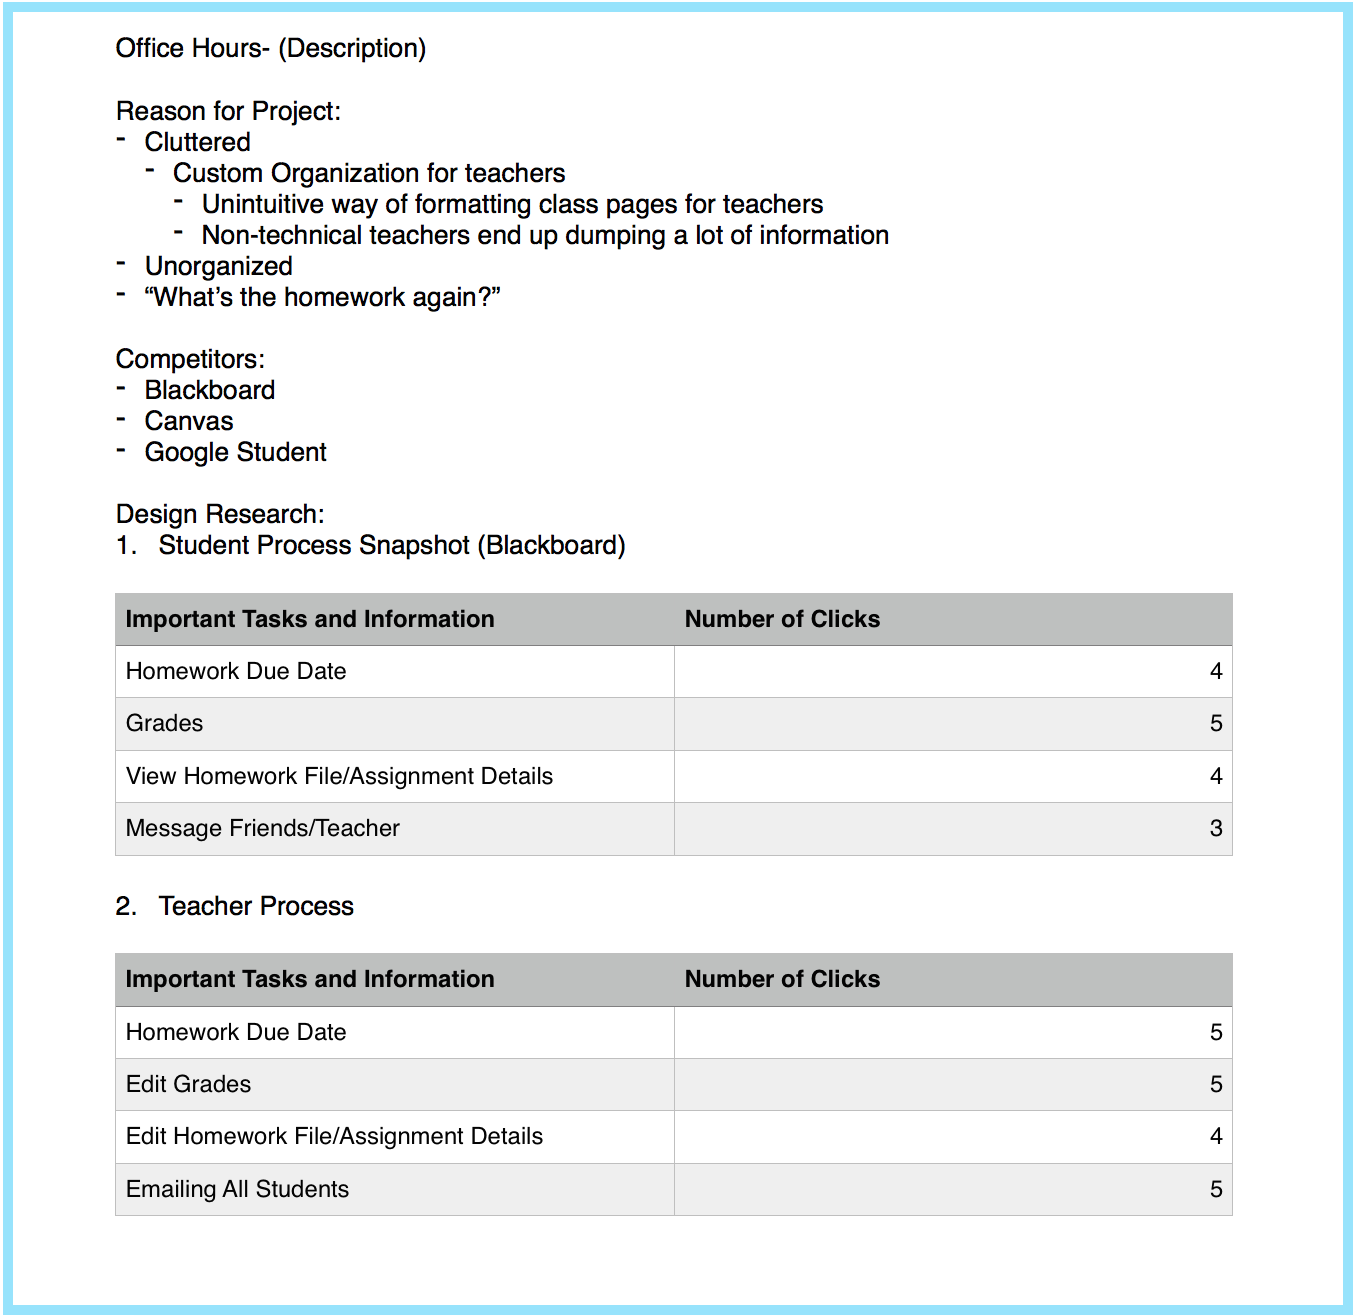 Office Hours- (Description)
Reason for Project:
- Cluttered
- Custom Organization for teachers
- Unintuitive way of formatting class pages for teachers
- Non-technical teachers end up dumping a lot of information
- Unorganized
- “What’s the homework again?”
Competitors:
- Blackboard
- Canvas
- Google Student
Design Research:
1. Student Process Snapshot (Blackboard)
Important Tasks and Information Number of Clicks
Homework Due Date 4
Grades 5
View Homework File/Assignment Details 4
Message Friends/Teacher 3
2. Teacher Process
Important Tasks and Information Number of Clicks
Homework Due Date 5
Edit Grades 5
Edit Homework File/Assignment Details 4
Emailing All Students 5